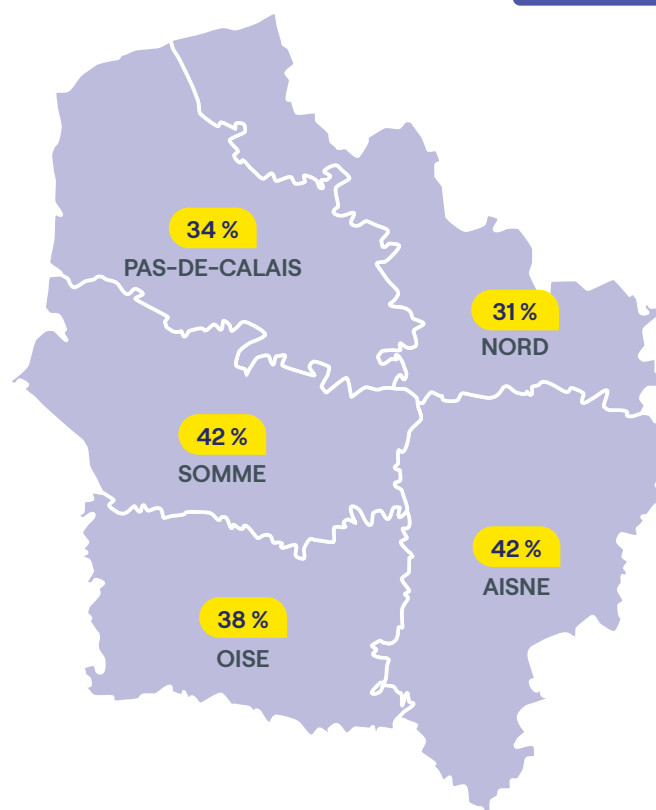 34 %
PAS-DE-CALAIS
31 %
NORD
42 %
SOMME
42 %
AISNE
38 %
OISE